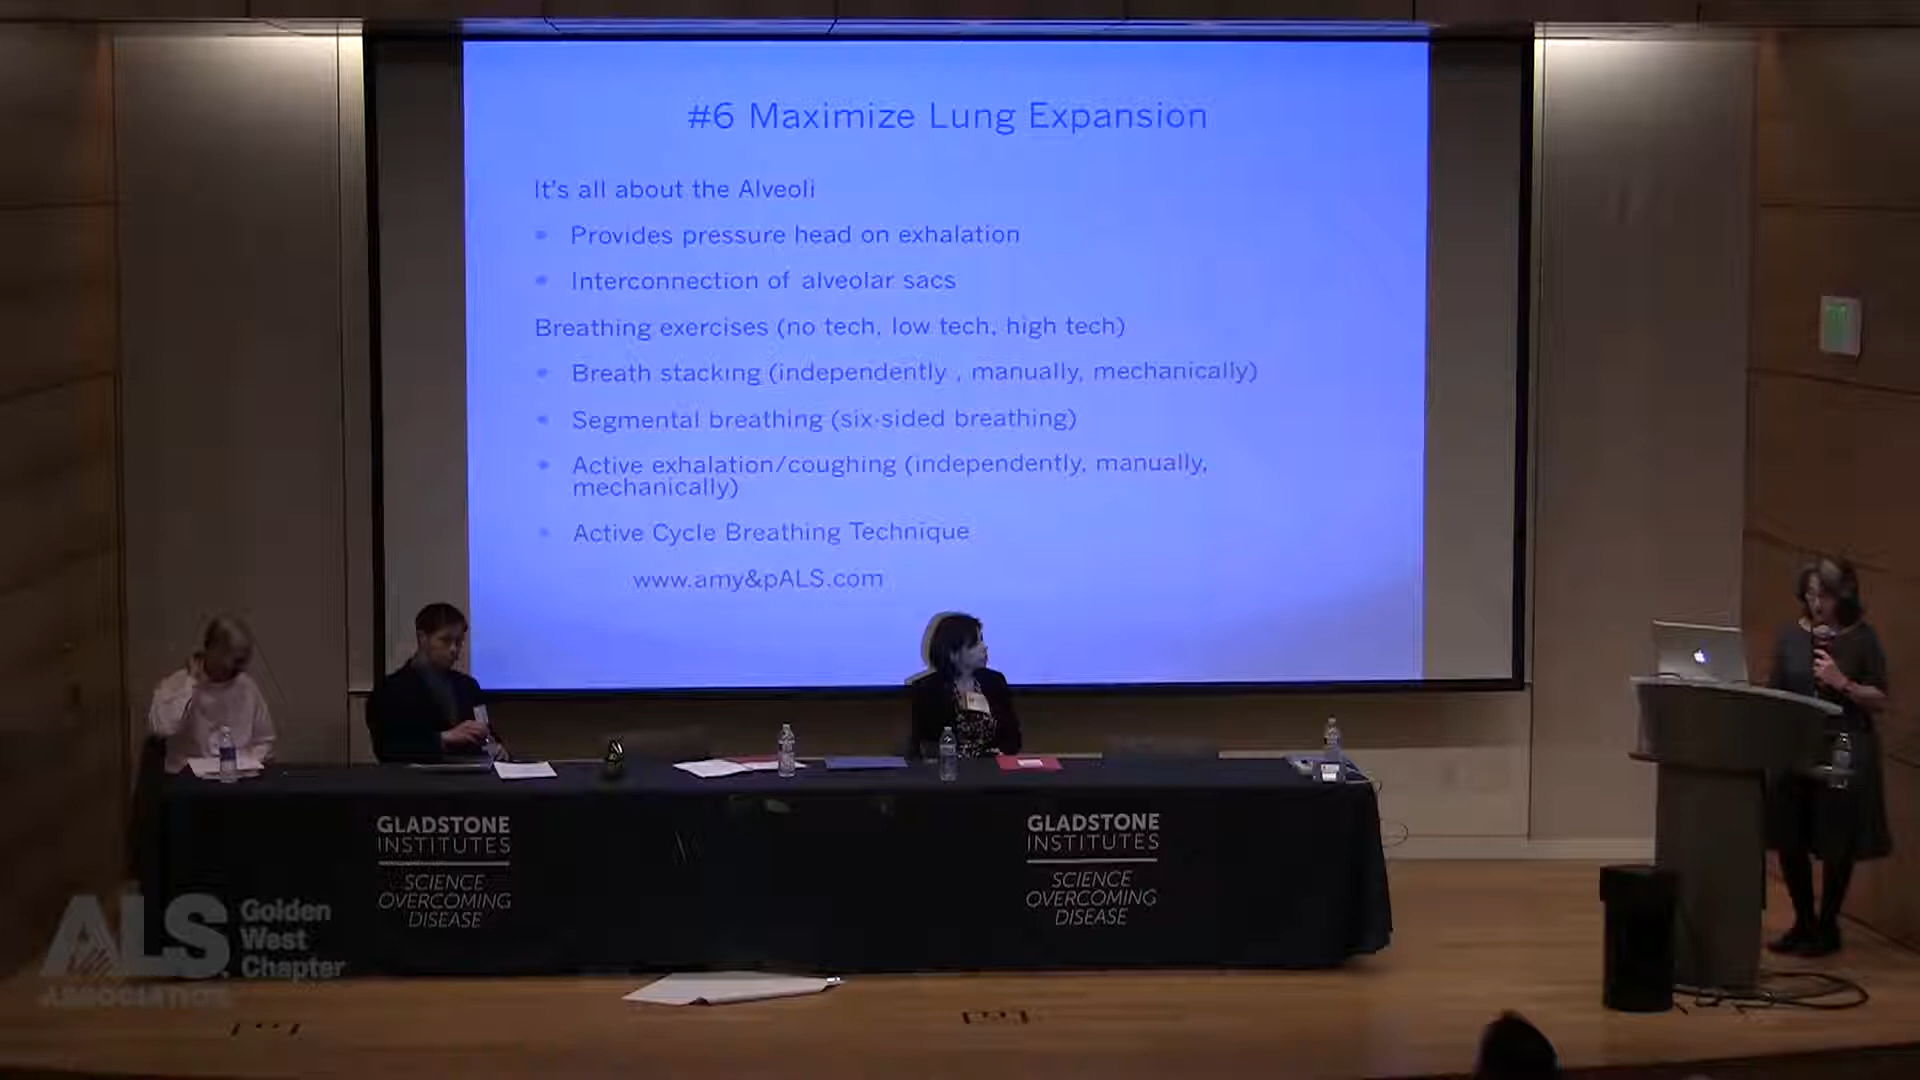 #6 Maximize Lung Expansion
It's all about the Alveoli
Provides pressure head on exhalation
Interconnection of alveolar sacs
Breathing exercises (no tech, low tech, high tech)
Breath stacking (independently , manually, mechanically)
Segmental breathing (six-sided breathing)
Active exhalation/coughing (independently, manually,
mechanically)
Active Cycle Breathing Technique
www.amy&pALS.com
GLADSTONE
INSTITUTES
SCIENCE
OVERCOMING
DISEASE
GLADSTONE
INSTITUTES
SCIENCE
OVERCOMING
DISEASE
ALS
ASSOCIATION
Golden
West
Chapter